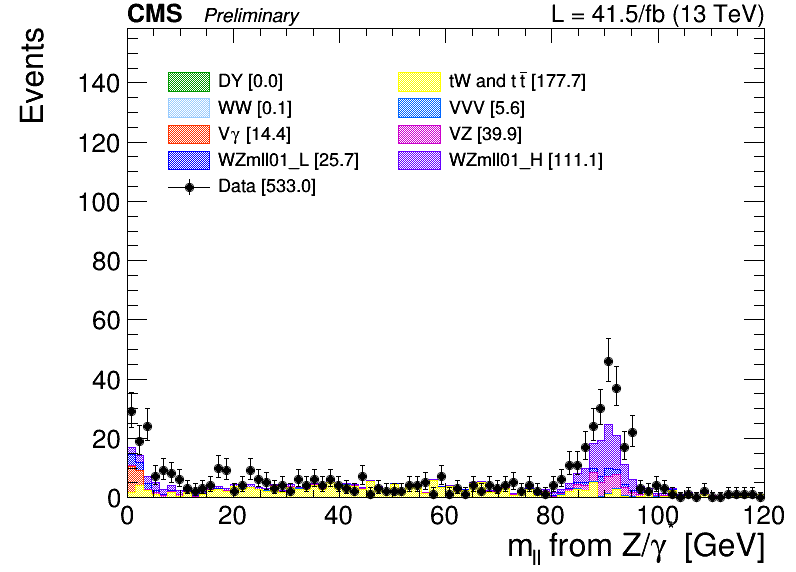 CMS Preliminary L = 41.5/fb (13 TeV)
Events
140
120
100
80
60
40
20
0
DY [0.0]
tW and tt̅ [177.7]
WW [0.1]
VVV [5.6]
Vγ [14.4]
VZ [39.9]
WZmll01_L [25.7]
WZmll01_H [111.1]
Data [533.0]
0 20 40 60 80 100 120
m_ll from Z/γ* [GeV]